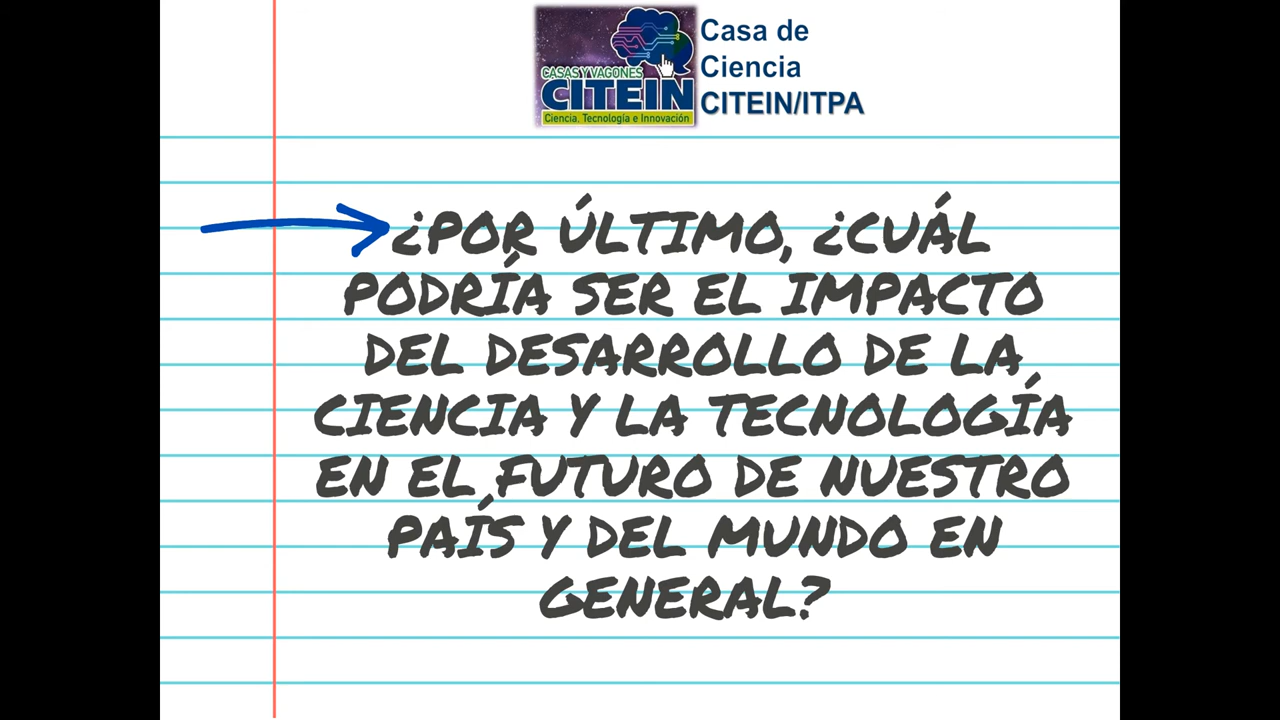 CASAS Y VAGONES
CITEIN
Ciencia, Tecnología e Innovación
Casa de
Ciencia
CITEIN/ITPA
¿POR ÚLTIMO, ¿CUÁL
PODRÍA SER EL IMPACTO
DEL DESARROLLO DE LA
CIENCIA Y LA TECNOLOGÍA
EN EL FUTURO DE NUESTRO
PAÍS Y DEL MUNDO EN
GENERAL?